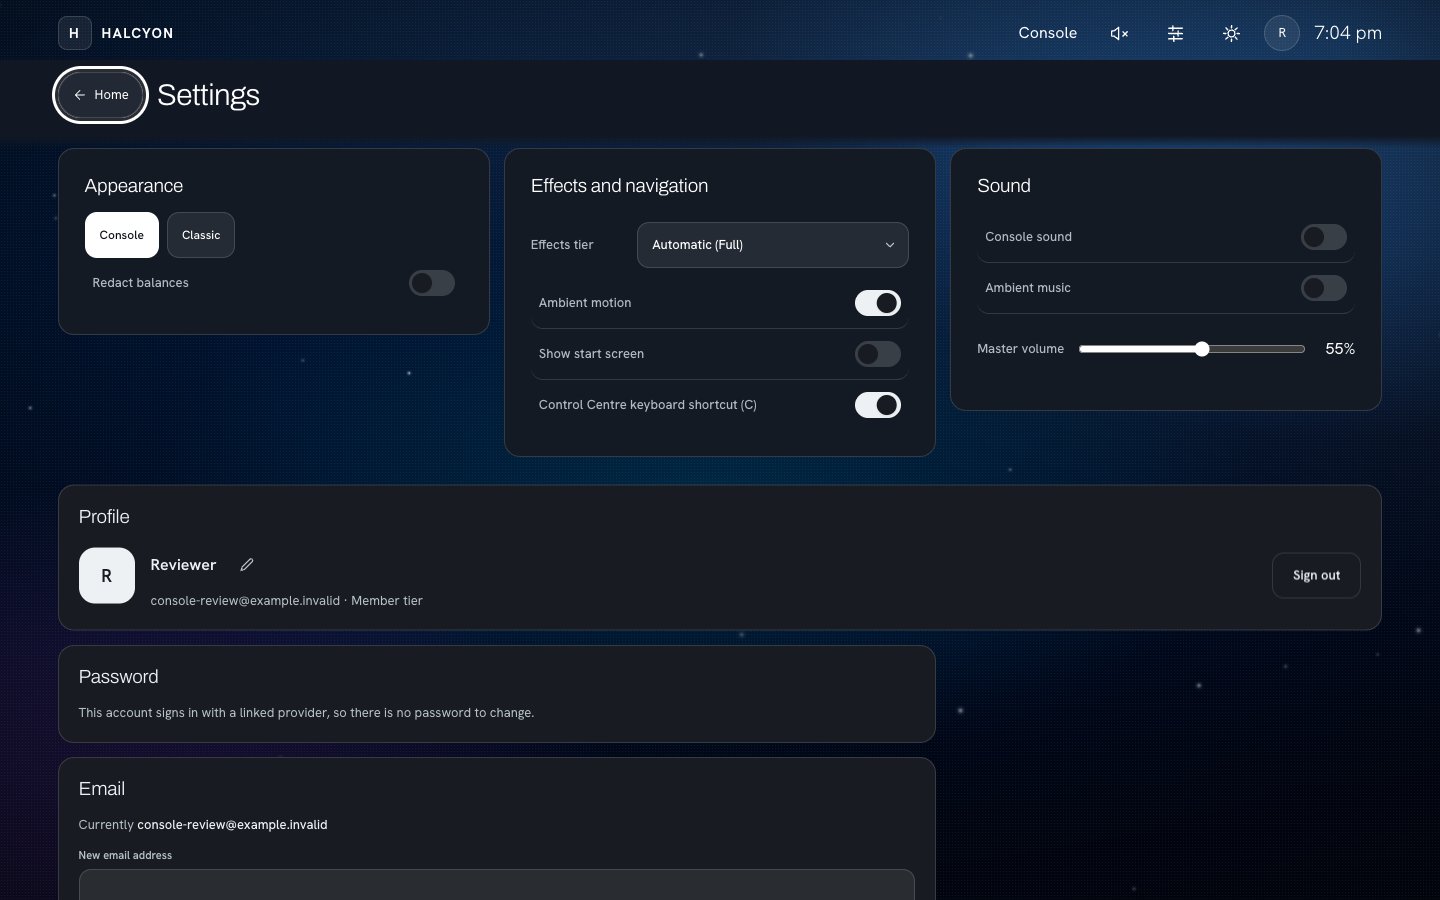 H HALCYON Console R 7:04 pm
Home Settings
Appearance
Console Classic
Redact balances
Effects and navigation
Effects tier Automatic (Full)
Ambient motion
Show start screen
Control Centre keyboard shortcut (C)
Sound
Console sound
Ambient music
Master volume 55%
Profile
R Reviewer
console-review@example.invalid · Member tier
Sign out
Password
This account signs in with a linked provider, so there is no password to change.
Email
Currently console-review@example.invalid
New email address